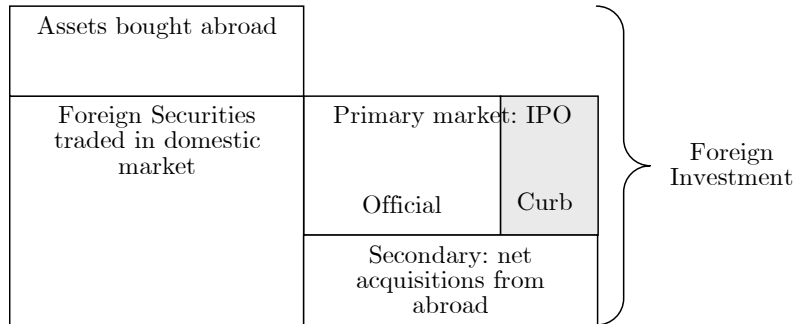 Assets bought abroad
Foreign Securities
traded in domestic
market
Primary market: IPO
Official
Curb
Secondary: net
acquisitions from
abroad
Foreign
Investment